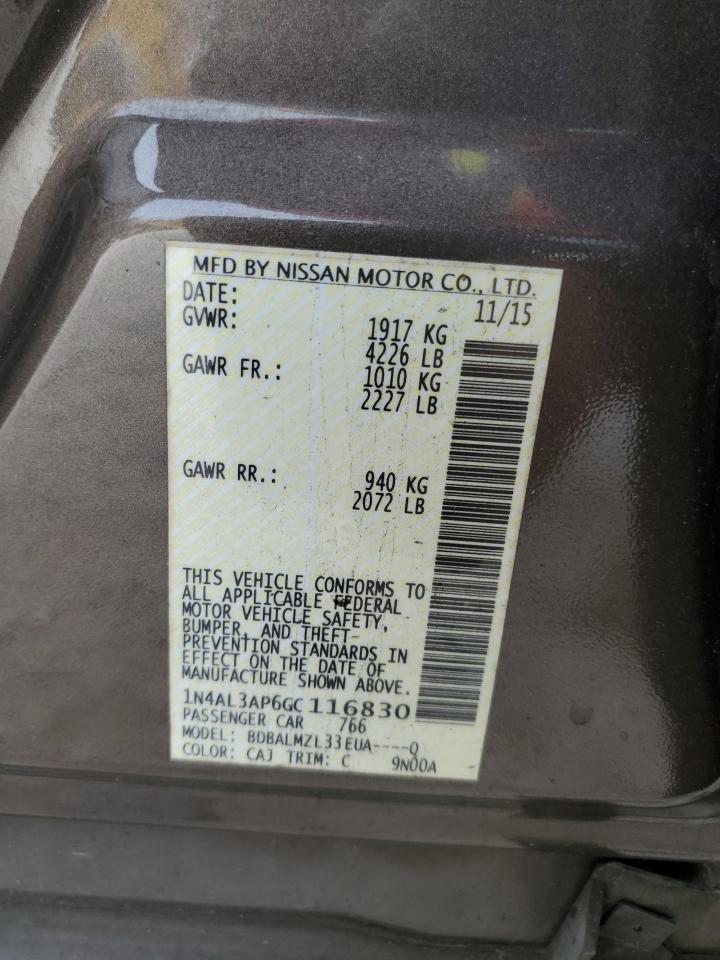 MFD BY NISSAN MOTOR CO., LTD.
DATE: 11/15
GVWR: 1917 KG
4226 LB
GAWR FR.: 1010 KG
2227 LB
GAWR RR.: 940 KG
2072 LB
THIS VEHICLE CONFORMS TO
ALL APPLICABLE FEDERAL
MOTOR VEHICLE SAFETY,
BUMPER, AND THEFT
PREVENTION STANDARDS IN
EFFECT ON THE DATE OF
MANUFACTURE SHOWN ABOVE.
1N4AL3AP6GC116830
PASSENGER CAR 766
MODEL: BDBALMZL33EUA----Q
COLOR: CAJ TRIM: C 9N00A